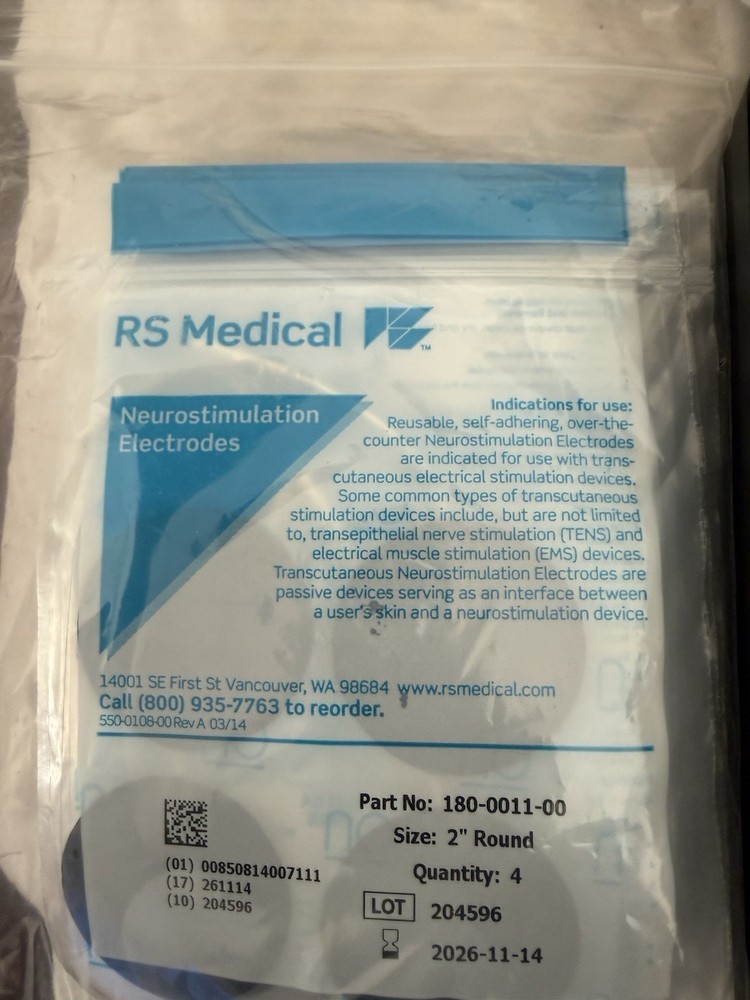 RS Medical
TM
Neurostimulation
Electrodes
Indications for use:
Reusable, self-adhering, over-the-
counter Neurostimulation Electrodes
are indicated for use with trans-
cutaneous electrical stimulation devices.
Some common types of transcutaneous
stimulation devices include, but are not limited
to, transepithelial nerve stimulation (TENS) and
electrical muscle stimulation (EMS) devices.
Transcutaneous Neurostimulation Electrodes are
passive devices serving as an interface between
a user's skin and a neurostimulation device.
14001 SE First St Vancouver, WA 98684 www.rsmedical.com
Call (800) 935-7763 to reorder.
550-0108-00 Rev A 03/14
(01) 00850814007111
(17) 261114
(10) 204596
Part No: 180-0011-00
Size: 2" Round
Quantity: 4
LOT 204596
2026-11-14